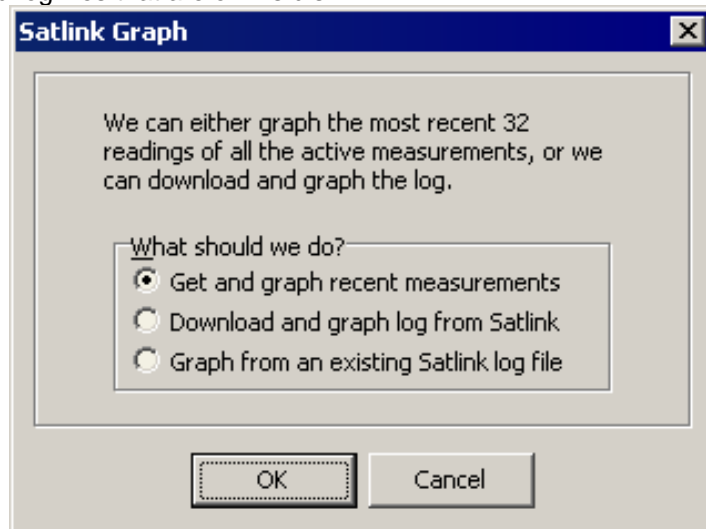 Satlink Graph
We can either graph the most recent 32
readings of all the active measurements, or we
can download and graph the log.
What should we do?
Get and graph recent measurements
Download and graph log from Satlink
Graph from an existing Satlink log file
OK
Cancel